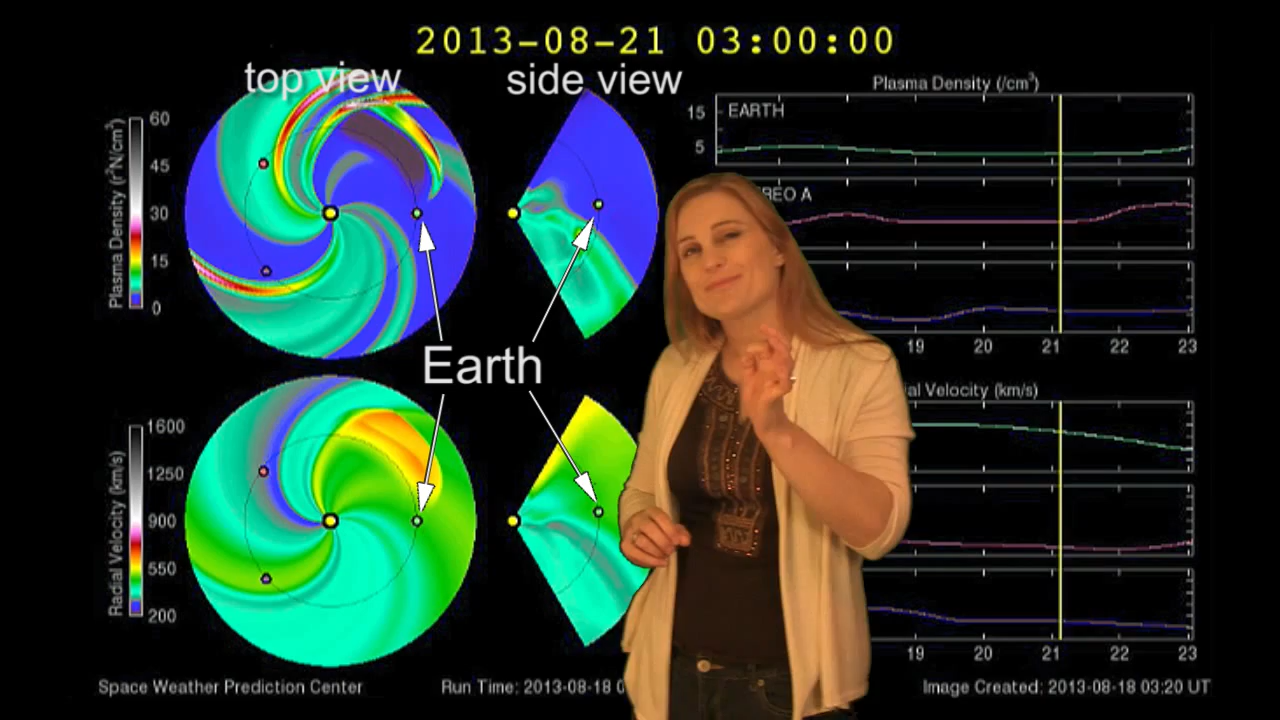 2013-08-21 03:00:00
top view
side view
Plasma Density (r²N/cm³)
60
45
30
15
0
Plasma Density (/cm³)
15
5
EARTH
REO A
19
20
21
22
23
Earth
Radial Velocity (km/s)
1600
1250
900
550
200
ial Velocity (km/s)
19
20
21
22
23
Space Weather Prediction Center
Run Time: 2013-08-18 0
Image Created: 2013-08-18 03:20 UT